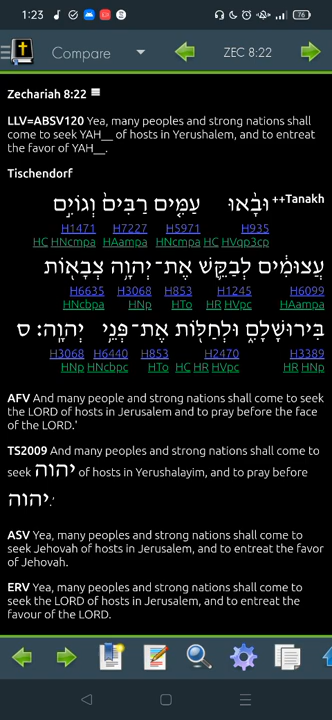 1:23 76
Compare ZEC 8:22
Zechariah 8:22
LLV=ABSV120 Yea, many peoples and strong nations shall
come to seek YAH__ of hosts in Yerushalem, and to entreat
the favor of YAH__.
Tischendorf
++Tanakh וּבָ֨אוּ עַמִּ֤ים רַבִּים֙ וְגוֹיִ֣ם
H1471 H7227 H5971 H935
HC HNcmpa HAampa HNcmpa HC HVqp3cp
עֲצוּמִ֔ים לְבַקֵּ֛שׁ אֶת־יְהוָ֥ה צְבָא֖וֹת
H6635 H3068 H853 H1245 H6099
HNcbpa HNp HTo HR HVpc HAampa
בִּירוּשָׁלִָ֑ם וּלְחַלּ֖וֹת אֶת־פְּנֵ֥י יְהוָֽה׃ ס
H3068 H6440 H853 H2470 H3389
HNp HNcbpc HTo HC HR HVpc HR HNp
AFV And many people and strong nations shall come to seek
the LORD of hosts in Jerusalem and to pray before the face
of the LORD.'
TS2009 And many peoples and strong nations shall come to
seek יהוה of hosts in Yerushalayim, and to pray before
יהוה.’
ASV Yea, many peoples and strong nations shall come to
seek Jehovah of hosts in Jerusalem, and to entreat the favor
of Jehovah.
ERV Yea, many peoples and strong nations shall come to
seek the LORD of hosts in Jerusalem, and to entreat the
favour of the LORD.